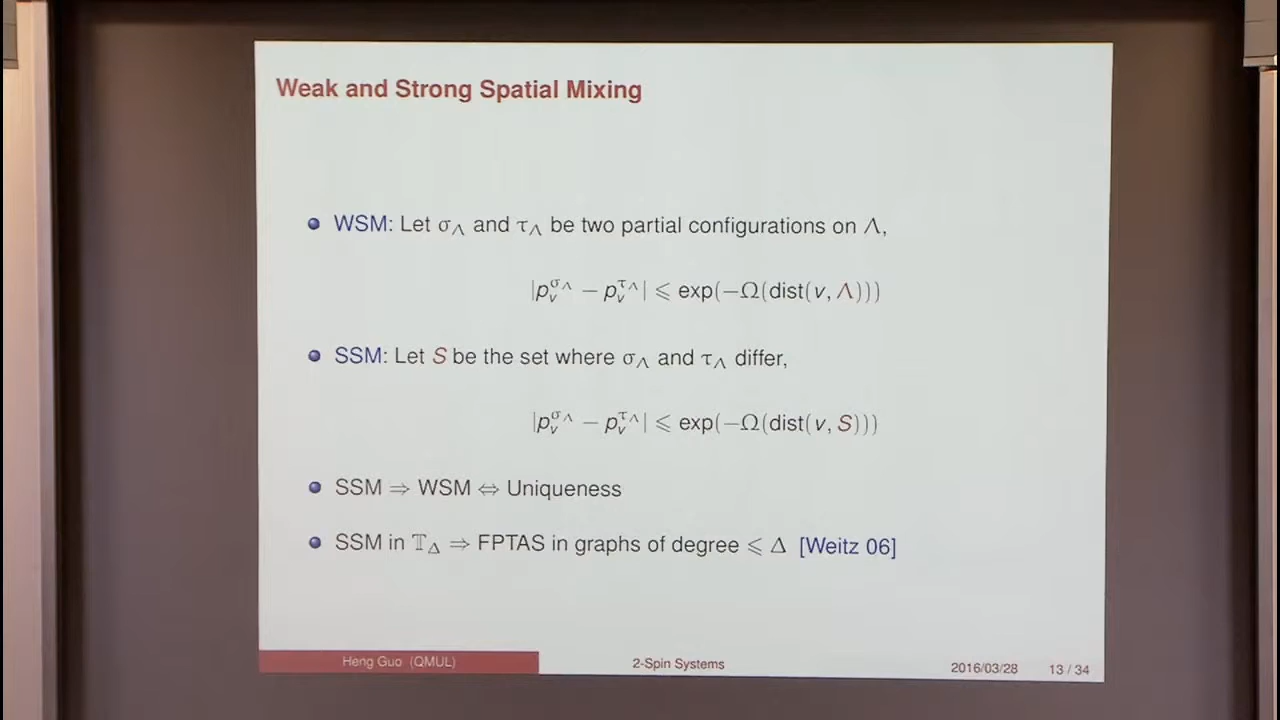 Weak and Strong Spatial Mixing
WSM: Let σ_Λ and τ_Λ be two partial configurations on Λ,
|p_v^{σ_Λ} − p_v^{τ_Λ}| ⩽ exp(−Ω(dist(v, Λ)))
SSM: Let S be the set where σ_Λ and τ_Λ differ,
|p_v^{σ_Λ} − p_v^{τ_Λ}| ⩽ exp(−Ω(dist(v, S)))
SSM ⇒ WSM ⇔ Uniqueness
SSM in 𝕋_Δ ⇒ FPTAS in graphs of degree ⩽ Δ [Weitz 06]
Heng Guo (QMUL) 2-Spin Systems 2016/03/28 13 / 34